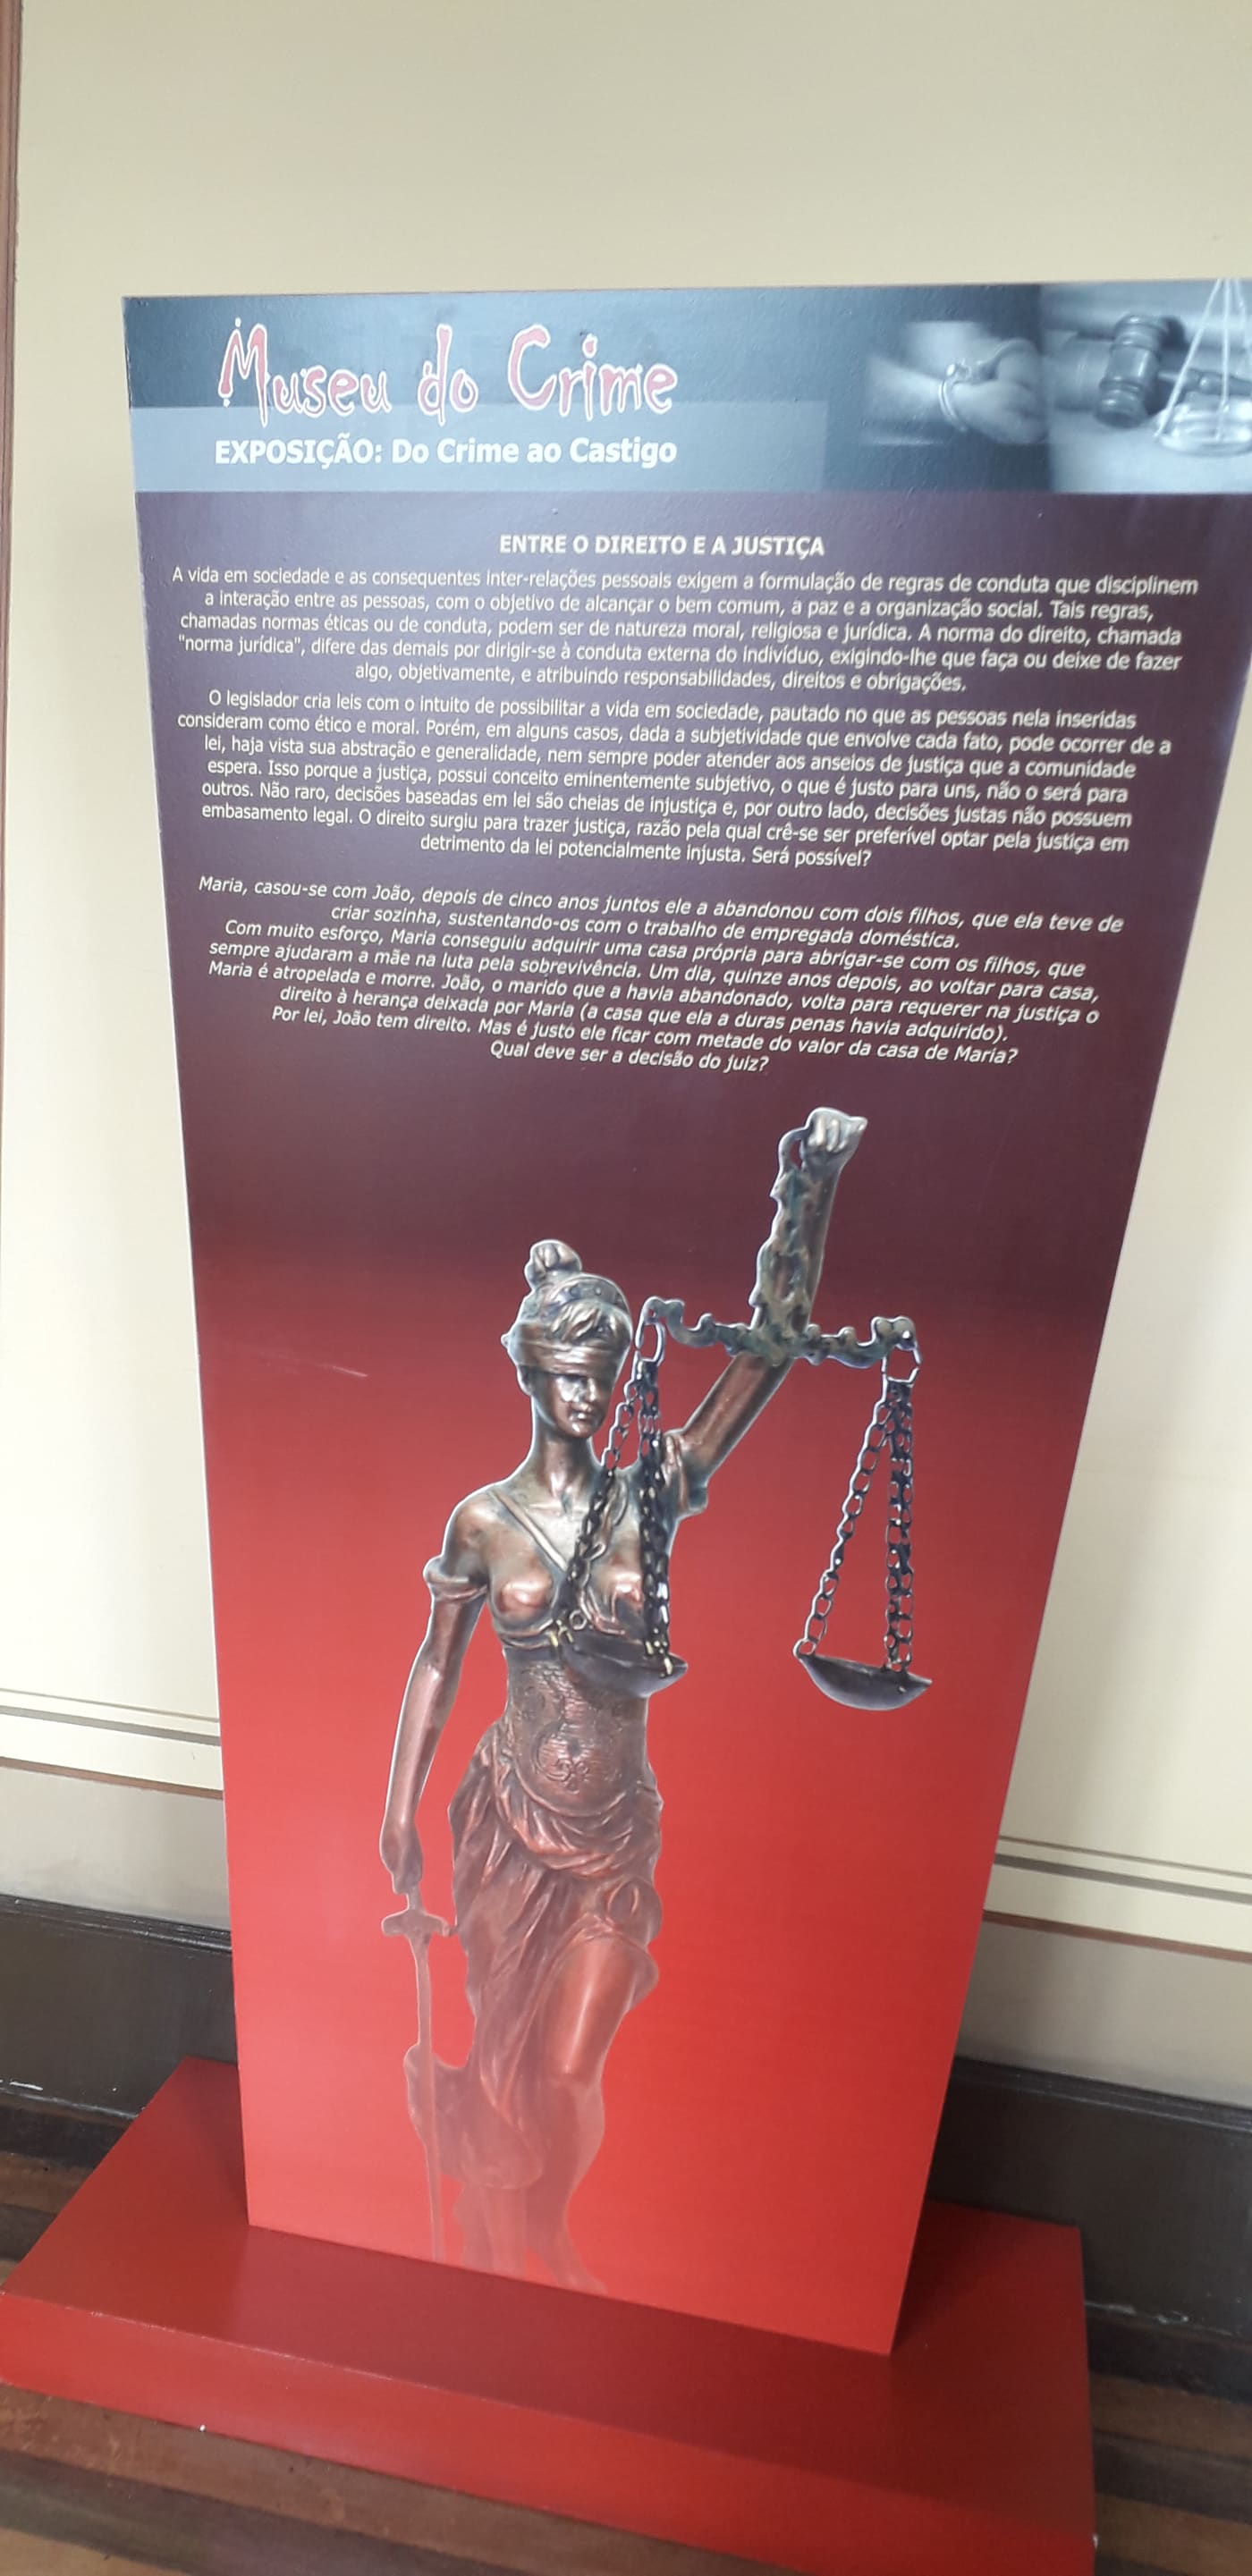 Museu do Crime
EXPOSIÇÃO: Do Crime ao Castigo
ENTRE O DIREITO E A JUSTIÇA
A vida em sociedade e as consequentes inter-relações pessoais exigem a formulação de regras de conduta que disciplinem
a interação entre as pessoas, com o objetivo de alcançar o bem comum, a paz e a organização social. Tais regras,
chamadas normas éticas ou de conduta, podem ser de natureza moral, religiosa e jurídica. A norma do direito, chamada
"norma jurídica", difere das demais por dirigir-se à conduta externa do indivíduo, exigindo-lhe que faça ou deixe de fazer
algo, objetivamente, e atribuindo responsabilidades, direitos e obrigações.
O legislador cria leis com o intuito de possibilitar a vida em sociedade, pautado no que as pessoas nela inseridas
consideram como ético e moral. Porém, em alguns casos, dada a subjetividade que envolve cada fato, pode ocorrer de a
lei, haja vista sua abstração e generalidade, nem sempre poder atender aos anseios de justiça que a comunidade
espera. Isso porque a justiça, possui conceito eminentemente subjetivo, o que é justo para uns, não o será para
outros. Não raro, decisões baseadas em lei são cheias de injustiça e, por outro lado, decisões justas não possuem
embasamento legal. O direito surgiu para trazer justiça, razão pela qual crê-se ser preferível optar pela justiça em
detrimento da lei potencialmente injusta. Será possível?
Maria, casou-se com João, depois de cinco anos juntos ele a abandonou com dois filhos, que ela teve de
criar sozinha, sustentando-os com o trabalho de empregada doméstica.
Com muito esforço, Maria conseguiu adquirir uma casa própria para abrigar-se com os filhos, que
sempre ajudaram a mãe na luta pela sobrevivência. Um dia, quinze anos depois, ao voltar para casa,
Maria é atropelada e morre. João, o marido que a havia abandonado, volta para requerer na justiça o
direito à herança deixada por Maria (a casa que ela a duras penas havia adquirido).
Por lei, João tem direito. Mas é justo ele ficar com metade do valor da casa de Maria?
Qual deve ser a decisão do juiz?